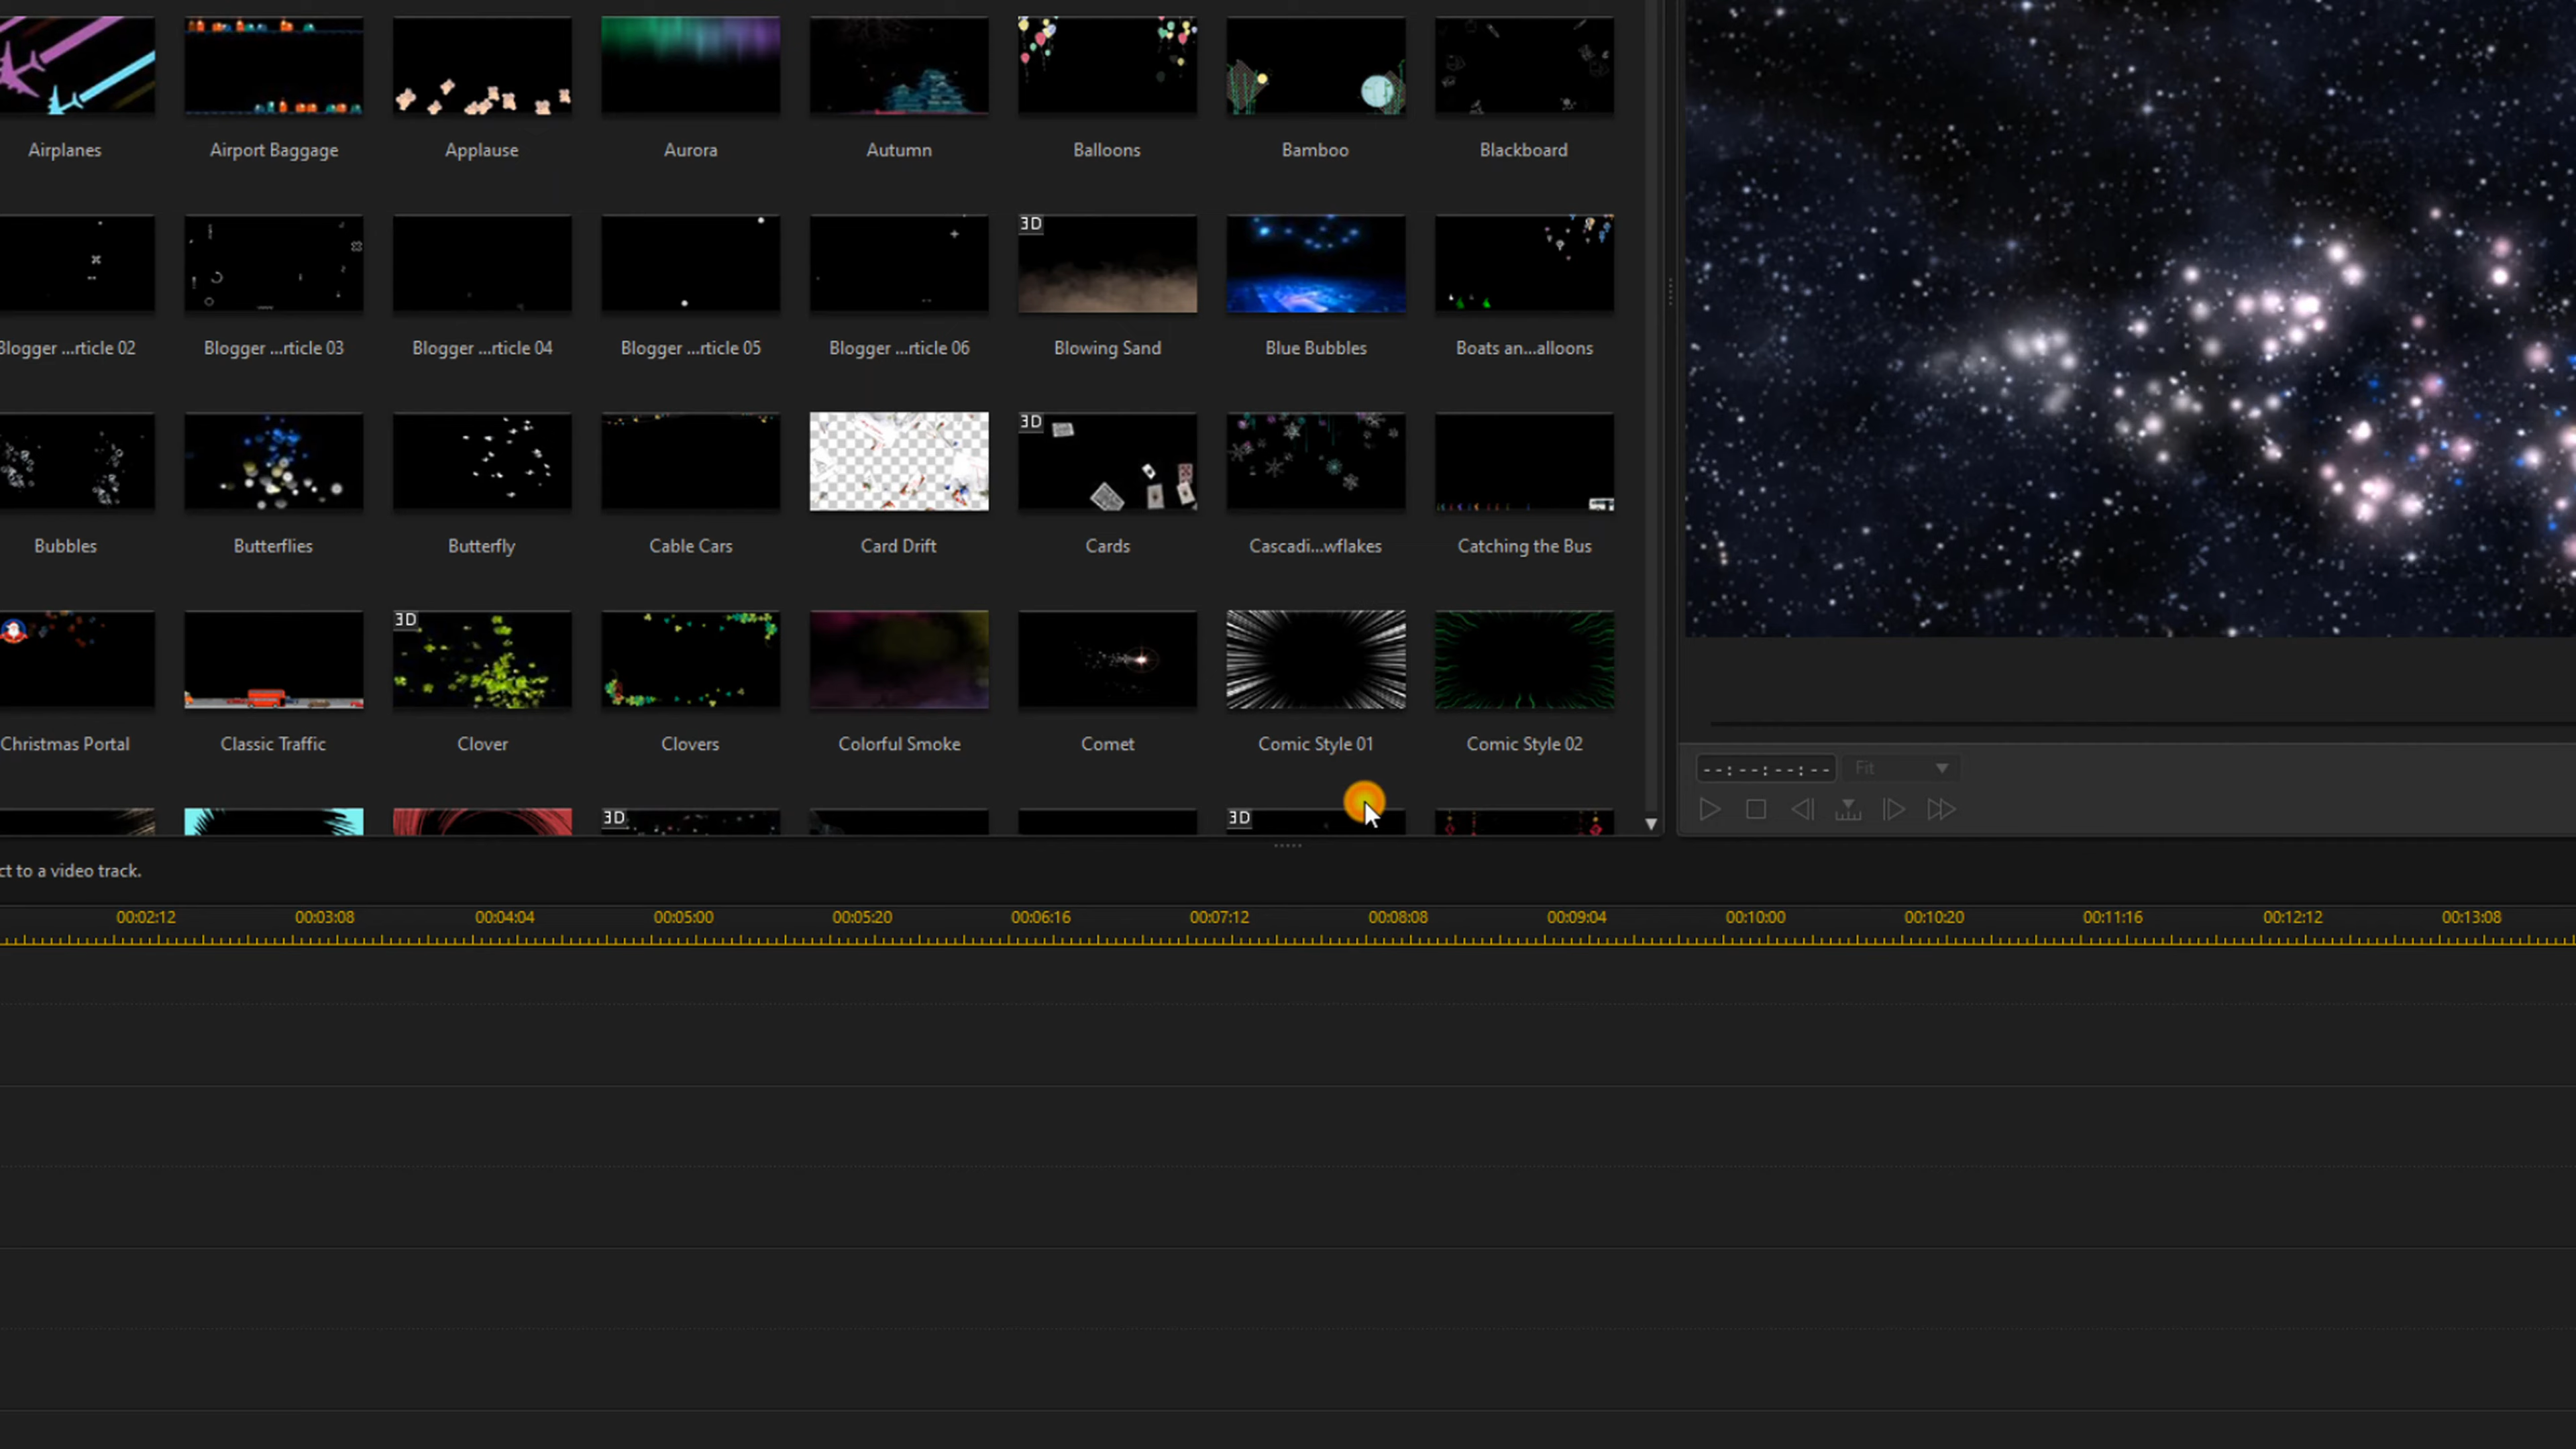 Airplanes Airport Baggage Applause Aurora Autumn Balloons Bamboo Blackboard
3D
Blogger ...rticle 02 Blogger ...rticle 03 Blogger ...rticle 04 Blogger ...rticle 05 Blogger ...rticle 06 Blowing Sand Blue Bubbles Boats an...alloons
3D
Bubbles Butterflies Butterfly Cable Cars Card Drift Cards Cascadi...wflakes Catching the Bus
3D
Christmas Portal Classic Traffic Clover Clovers Colorful Smoke Comet Comic Style 01 Comic Style 02
--:--:--:-- Fit
3D 3D
ct to a video track.
00:02:12 00:03:08 00:04:04 00:05:00 00:05:20 00:06:16 00:07:12 00:08:08 00:09:04 00:10:00 00:10:20 00:11:16 00:12:12 00:13:08